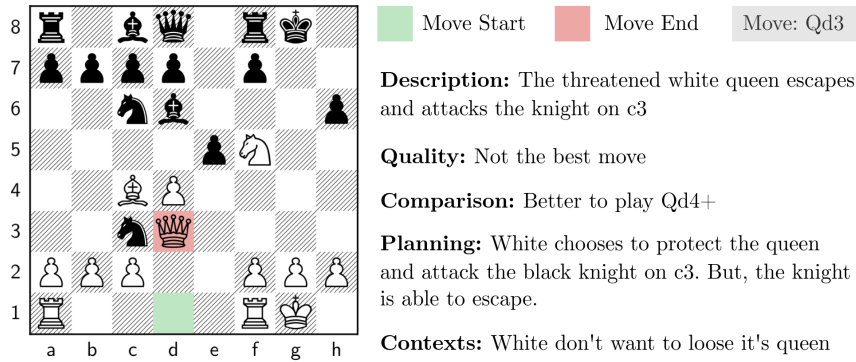 8
7
6
5
4
3
2
1
a b c d e f g h
Move Start Move End Move: Qd3
Description: The threatened white queen escapes
and attacks the knight on c3
Quality: Not the best move
Comparison: Better to play Qd4+
Planning: White chooses to protect the queen
and attack the black knight on c3. But, the knight
is able to escape.
Contexts: White don't want to loose it's queen